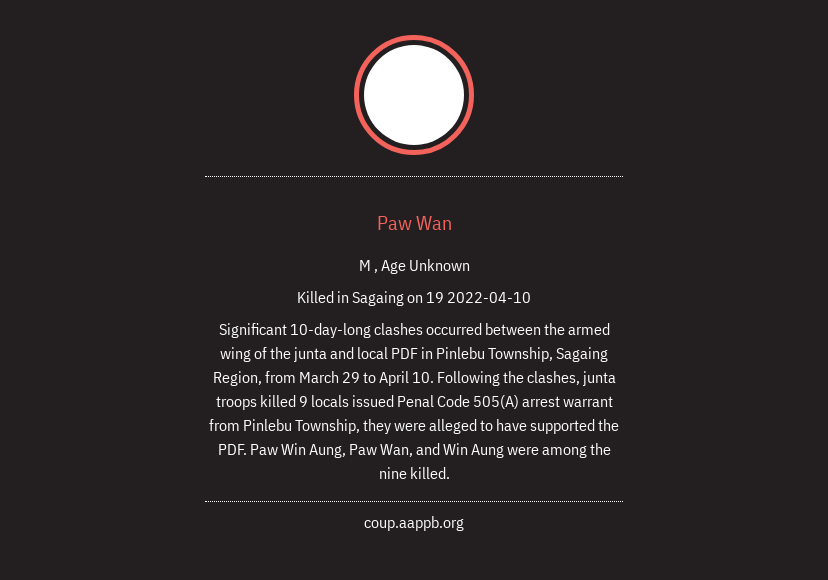 Paw Wan
M , Age Unknown
Killed in Sagaing on 19 2022-04-10
Significant 10-day-long clashes occurred between the armed
wing of the junta and local PDF in Pinlebu Township, Sagaing
Region, from March 29 to April 10. Following the clashes, junta
troops killed 9 locals issued Penal Code 505(A) arrest warrant
from Pinlebu Township, they were alleged to have supported the
PDF. Paw Win Aung, Paw Wan, and Win Aung were among the
nine killed.
coup.aappb.org